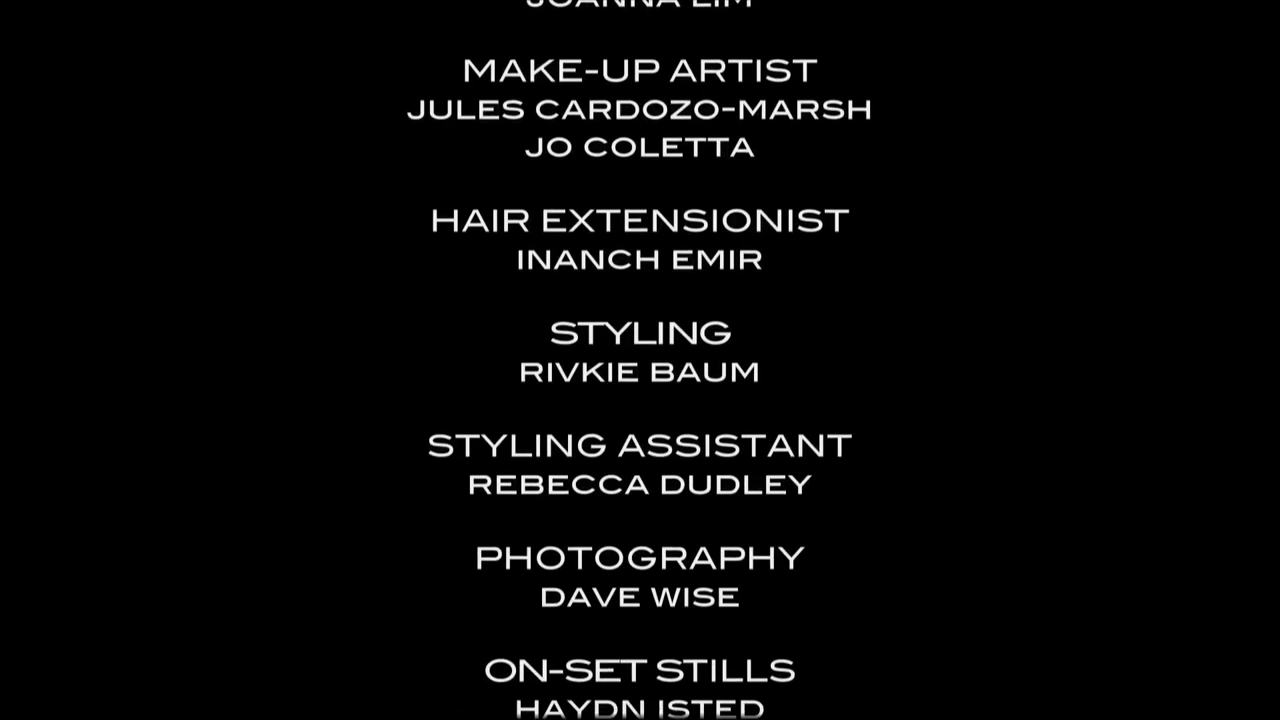 JOANNA LIM
MAKE-UP ARTIST
JULES CARDOZO-MARSH
JO COLETTA
HAIR EXTENSIONIST
INANCH EMIR
STYLING
RIVKIE BAUM
STYLING ASSISTANT
REBECCA DUDLEY
PHOTOGRAPHY
DAVE WISE
ON-SET STILLS
HAYDN ISTED